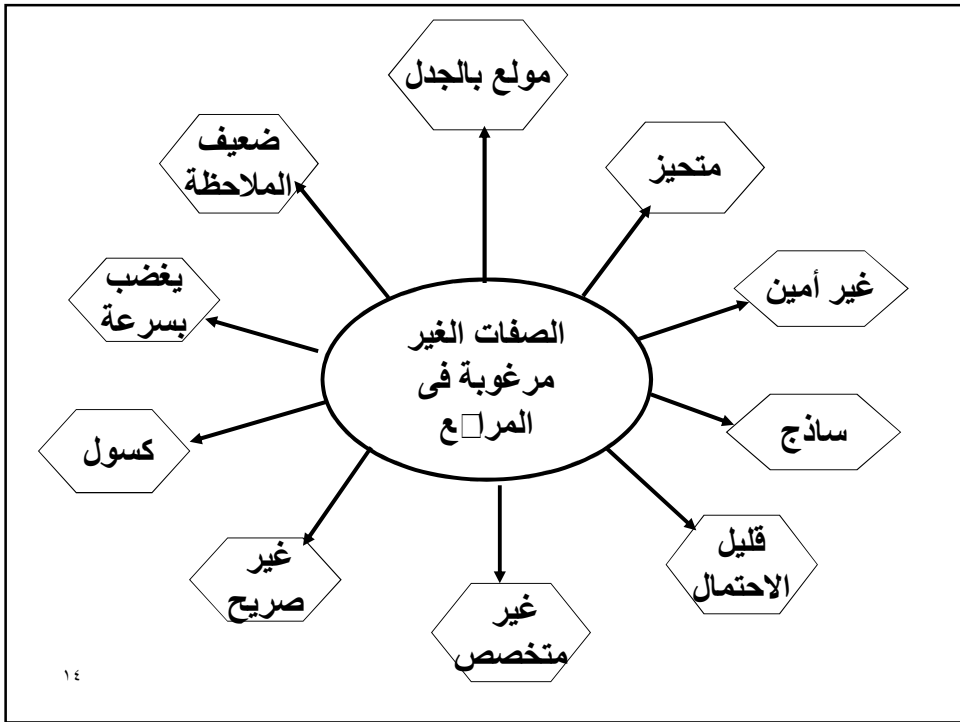 مولع بالجدل
متحيز
غير أمين
ساذج
قليل
الاحتمال
غير
متخصص
غير
صريح
كسول
يغضب
بسرعة
ضعيف
الملاحظة
الصفات الغير
مرغوبة فى
المرا□ع
١٤